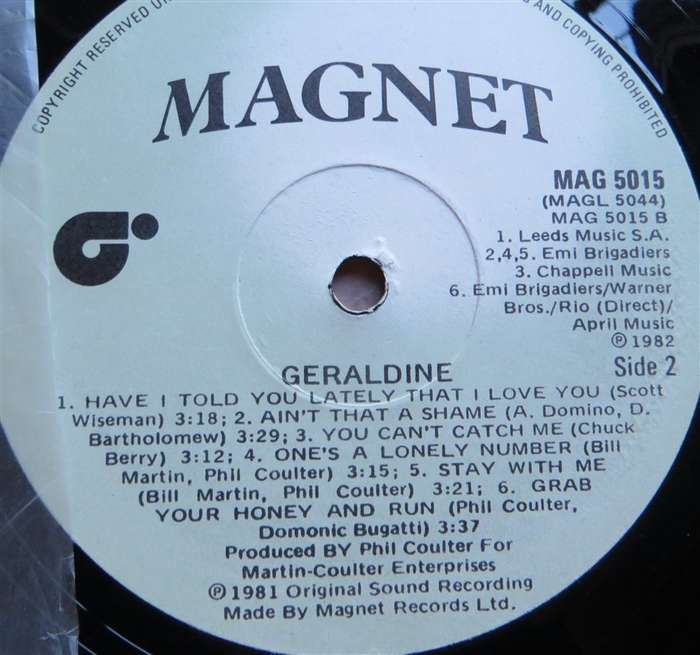 COPYRIGHT RESERVED
AND COPYING PROHIBITED
MAGNET
MAG 5015
(MAGL 5044)
MAG 5015 B
1. Leeds Music S.A.
2,4,5. Emi Brigadiers
3. Chappell Music
6. Emi Brigadiers/Warner
Bros./Rio (Direct)/
April Music
℗ 1982
Side 2
GERALDINE
1. HAVE I TOLD YOU LATELY THAT I LOVE YOU (Scott
Wiseman) 3:18; 2. AIN'T THAT A SHAME (A. Domino, D.
Bartholomew) 3:29; 3. YOU CAN'T CATCH ME (Chuck
Berry) 3:12; 4. ONE'S A LONELY NUMBER (Bill
Martin, Phil Coulter) 3:15; 5. STAY WITH ME
(Bill Martin, Phil Coulter) 3:21; 6. GRAB
YOUR HONEY AND RUN (Phil Coulter,
Domonic Bugatti) 3:37
Produced BY Phil Coulter For
Martin-Coulter Enterprises
℗ 1981 Original Sound Recording
Made By Magnet Records Ltd.